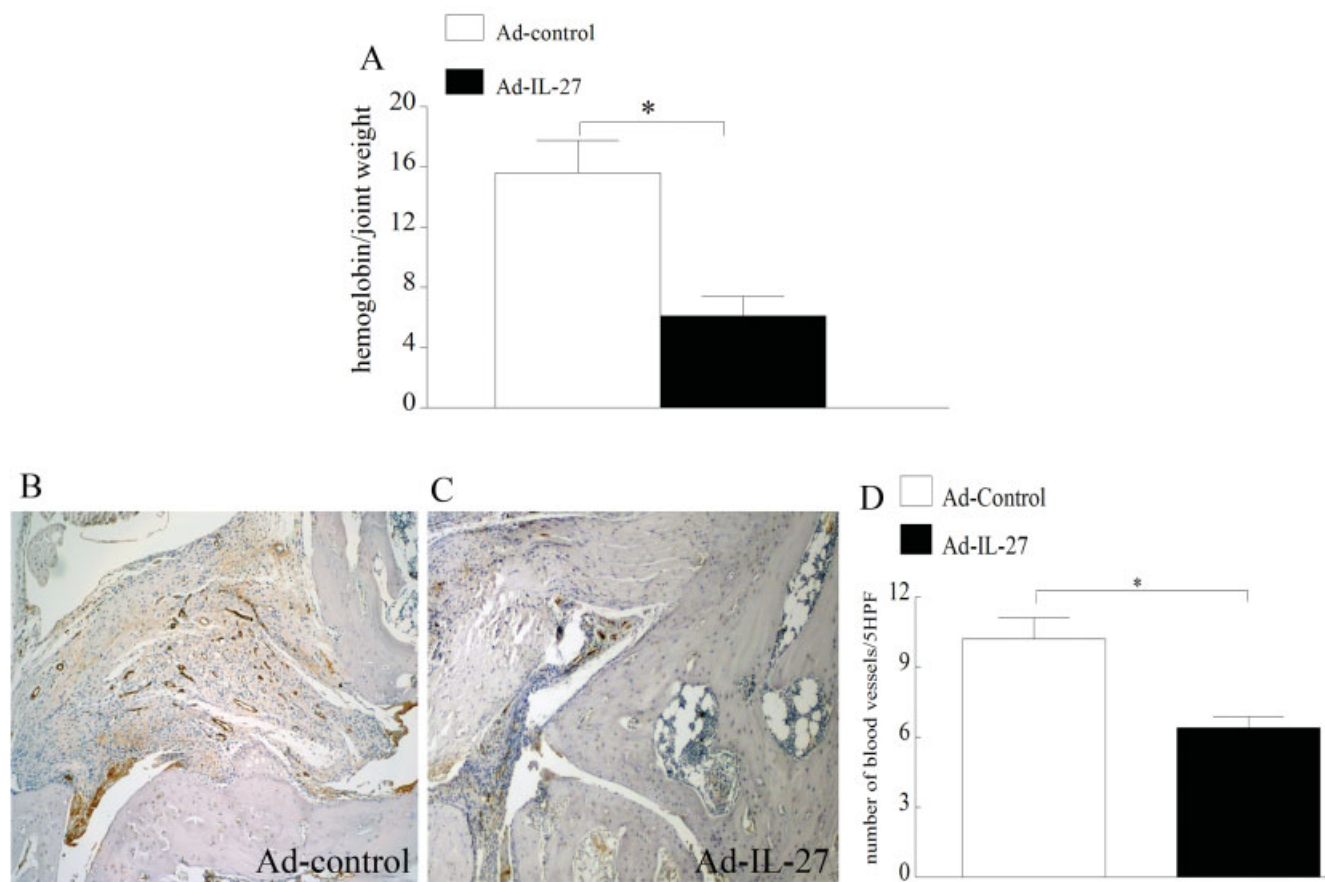 Ad-control
A
Ad-IL-27
*
20
16
12
8
4
0
hemoglobin/joint weight
B
C
D
Ad-Control
Ad-IL-27
*
12
9
6
3
0
number of blood vessels/5HPF
Ad-control
Ad-IL-27